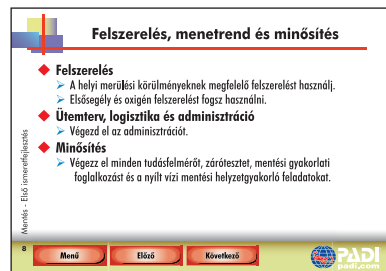 Felszerelés, menetrend és minősítés
Felszerelés
A helyi merülési körülményeknek megfelelő felszerelést használj.
Elsősegély és oxigén felszerelést fogsz használni.
Ütemterv, logisztika és adminisztráció
Végezd el az adminisztrációt.
Minősítés
Végezz el minden tudásfelmérőt, zárótesztet, mentési gyakorlati
foglalkozást és a nyílt vízi mentési helyzetgyakorló feladatokat.
Mentés - Első ismeretfejlesztés
8
Menü
Előző
Következő
PADI
padi.com